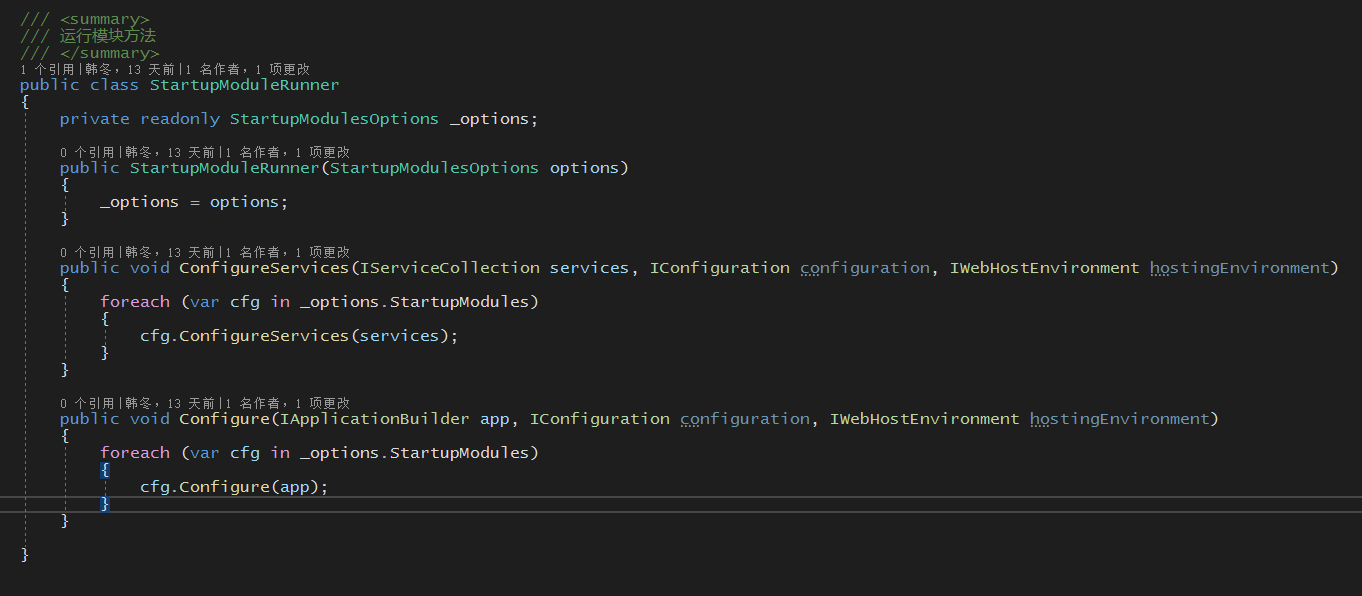 /// <summary>
/// 运行模块方法
/// </summary>
1 个引用|韩冬，13 天前|1 名作者，1 项更改
public class StartupModuleRunner
{
private readonly StartupModulesOptions _options;
0 个引用|韩冬，13 天前|1 名作者，1 项更改
public StartupModuleRunner(StartupModulesOptions options)
{
_options = options;
}
0 个引用|韩冬，13 天前|1 名作者，1 项更改
public void ConfigureServices(IServiceCollection services, IConfiguration configuration, IWebHostEnvironment hostingEnvironment)
{
foreach (var cfg in _options.StartupModules)
{
cfg.ConfigureServices(services);
}
}
0 个引用|韩冬，13 天前|1 名作者，1 项更改
public void Configure(IApplicationBuilder app, IConfiguration configuration, IWebHostEnvironment hostingEnvironment)
{
foreach (var cfg in _options.StartupModules)
{
cfg.Configure(app);
}
}
}